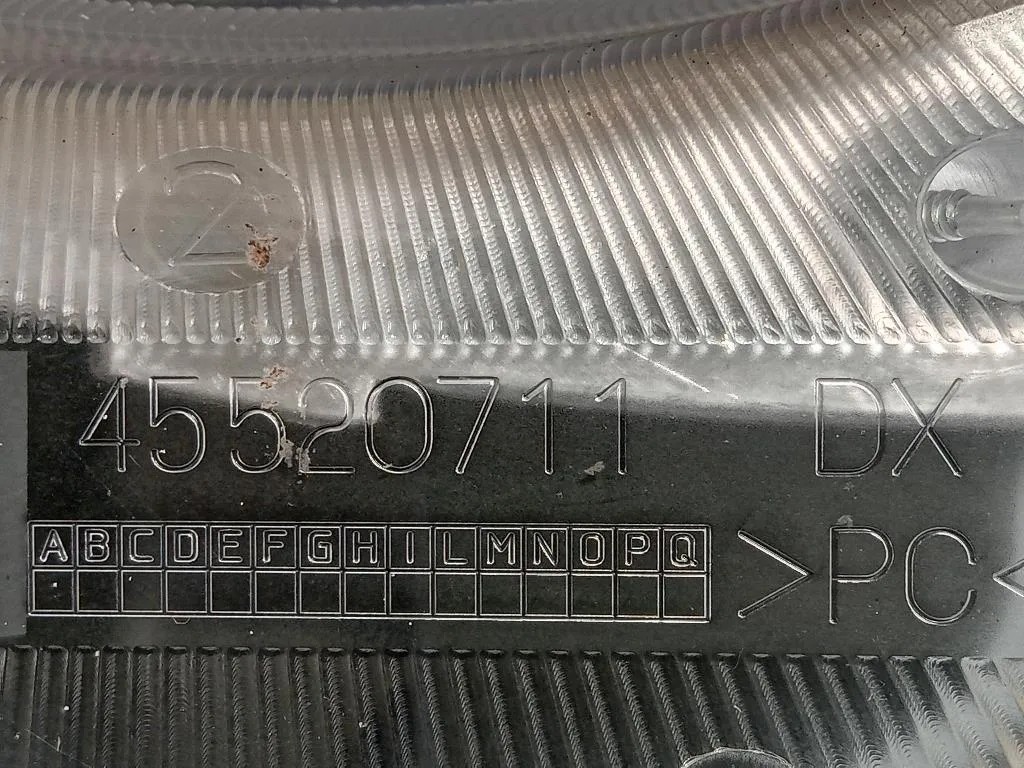 2
45520711 DX
ABCDEFGHILMNOPQ
>PC<